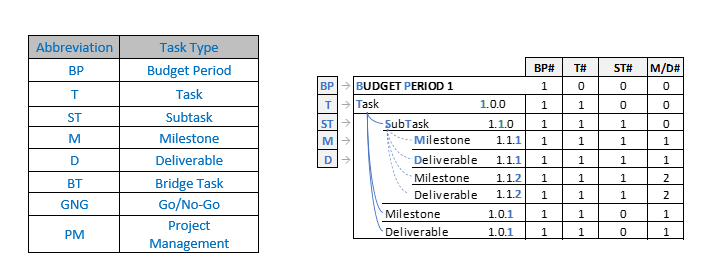 Abbreviation Task Type
BP Budget Period
T Task
ST Subtask
M Milestone
D Deliverable
BT Bridge Task
GNG Go/No-Go
PM Project
Management
BP# T# ST# M/D#
BP → BUDGET PERIOD 1 1 0 0 0
T → Task 1.0.0 1 1 0 0
ST → SubTask 1.1.0 1 1 1 0
M → Milestone 1.1.1 1 1 1 1
D → Deliverable 1.1.1 1 1 1 1
Milestone 1.1.2 1 1 1 2
Deliverable 1.1.2 1 1 1 2
Milestone 1.0.1 1 1 0 1
Deliverable 1.0.1 1 1 0 1